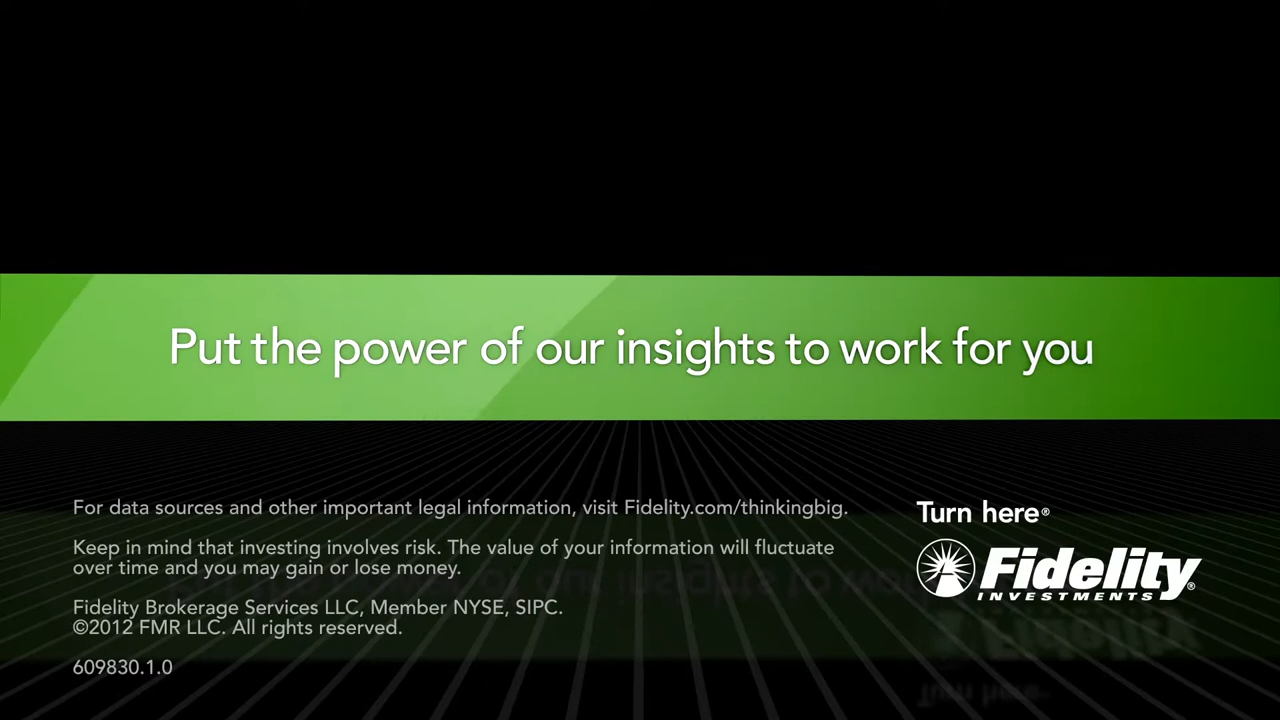 Put the power of our insights to work for you
For data sources and other important legal information, visit Fidelity.com/thinkingbig.
Keep in mind that investing involves risk. The value of your information will fluctuate
over time and you may gain or lose money.
Fidelity Brokerage Services LLC, Member NYSE, SIPC.
©2012 FMR LLC. All rights reserved.
609830.1.0
Turn here®
Fidelity®
INVESTMENTS